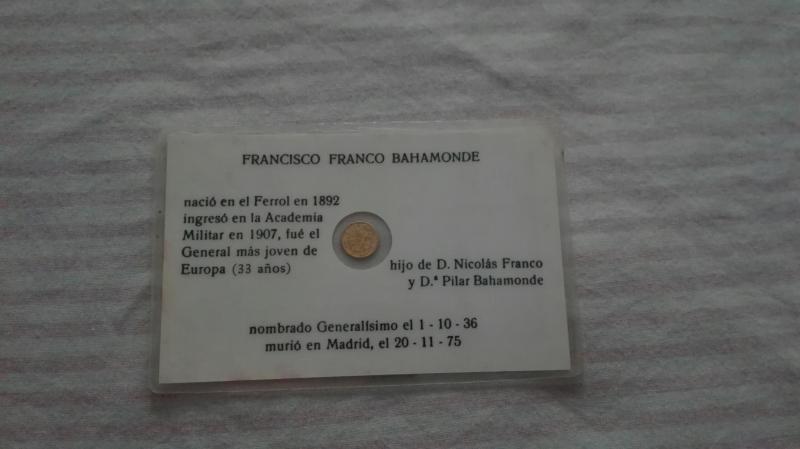 FRANCISCO FRANCO BAHAMONDE
nació en el Ferrol en 1892
ingresó en la Academia
Militar en 1907, fué el
General más joven de
Europa (33 años)
hijo de D. Nicolás Franco
y D.ª Pilar Bahamonde
nombrado Generalísimo el 1 - 10 - 36
murió en Madrid, el 20 - 11 - 75